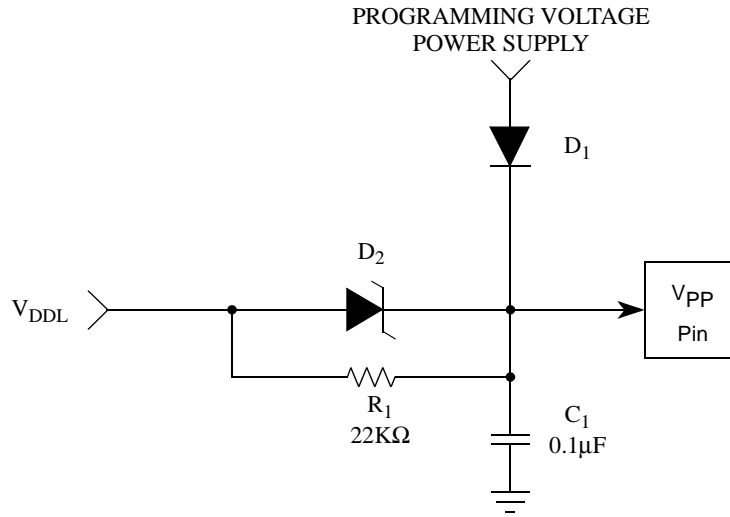 PROGRAMMING VOLTAGE
POWER SUPPLY
D1
D2
VDDL
VPP
Pin
R1
22KΩ
C1
0.1µF